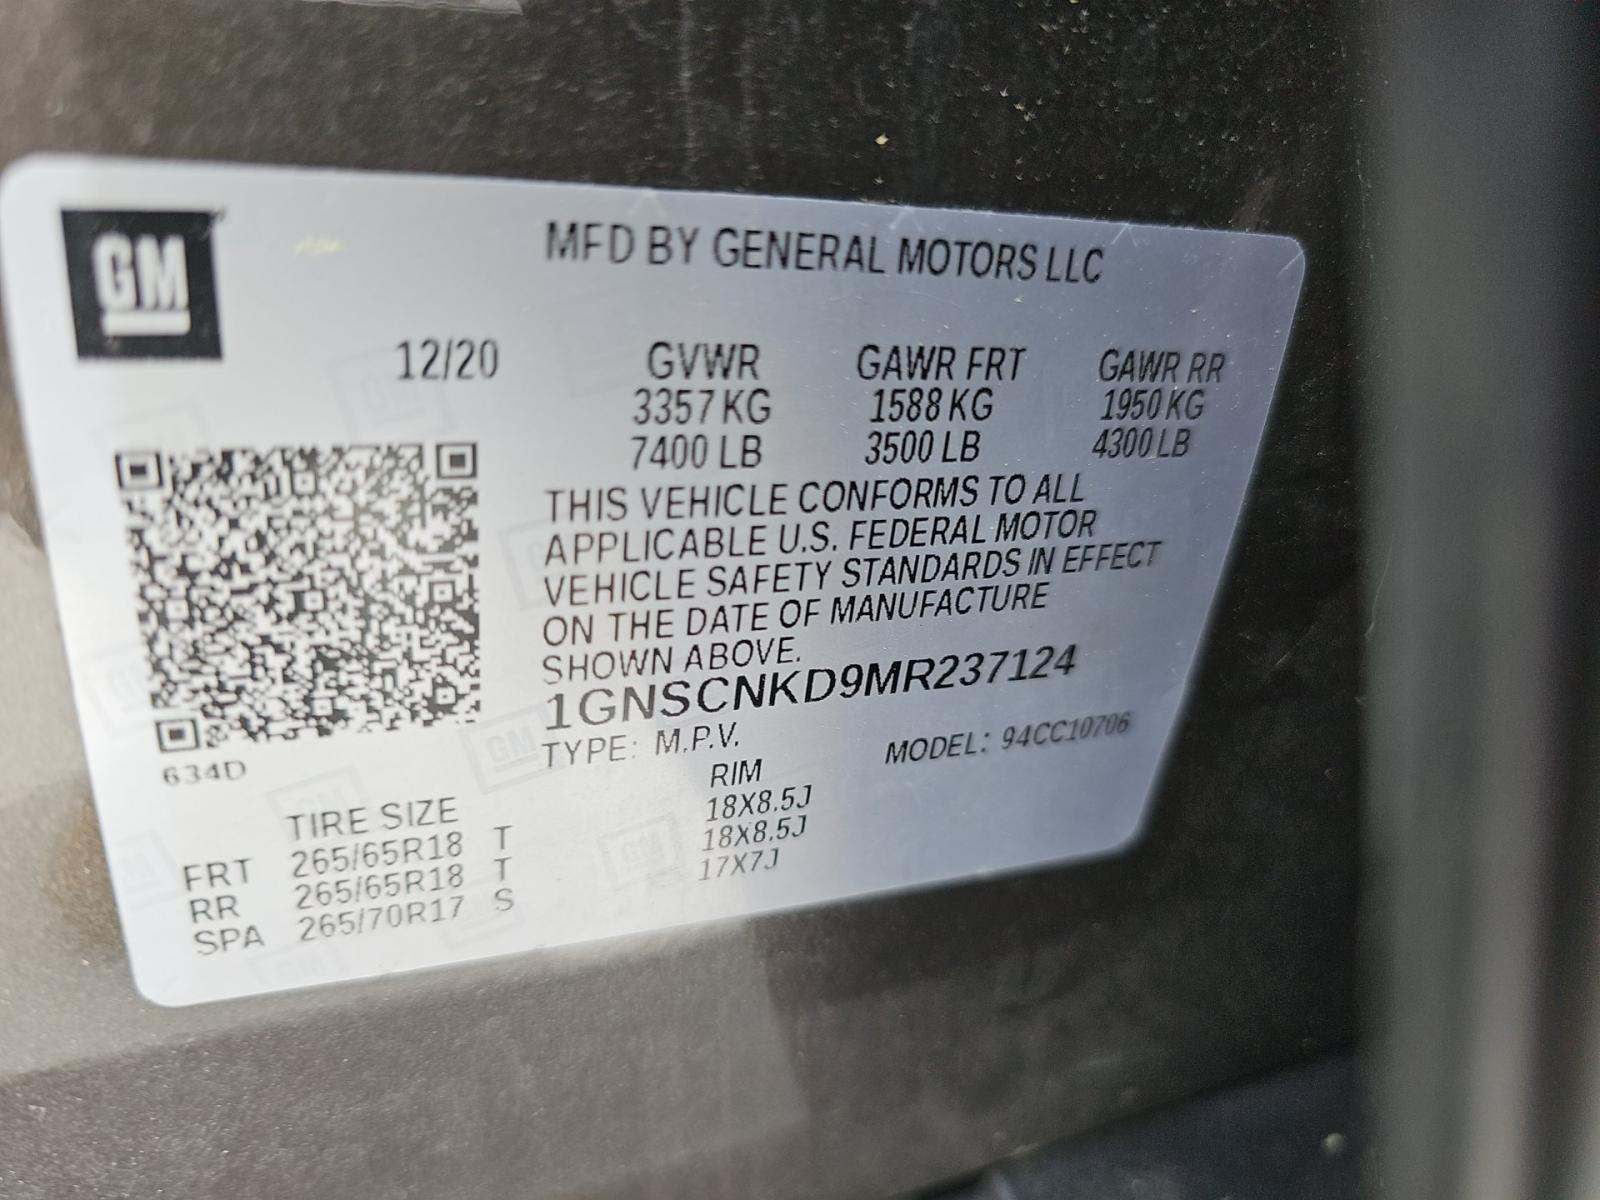 GM
MFD BY GENERAL MOTORS LLC
12/20 GVWR GAWR FRT GAWR RR
3357 KG 1588 KG 1950 KG
7400 LB 3500 LB 4300 LB
THIS VEHICLE CONFORMS TO ALL
APPLICABLE U.S. FEDERAL MOTOR
VEHICLE SAFETY STANDARDS IN EFFECT
ON THE DATE OF MANUFACTURE
SHOWN ABOVE.
1GNSCNKD9MR237124
TYPE: M.P.V. MODEL: 94CC10706
634D
TIRE SIZE RIM
FRT 265/65R18 T 18X8.5J
RR 265/65R18 T 18X8.5J
SPA 265/70R17 S 17X7J